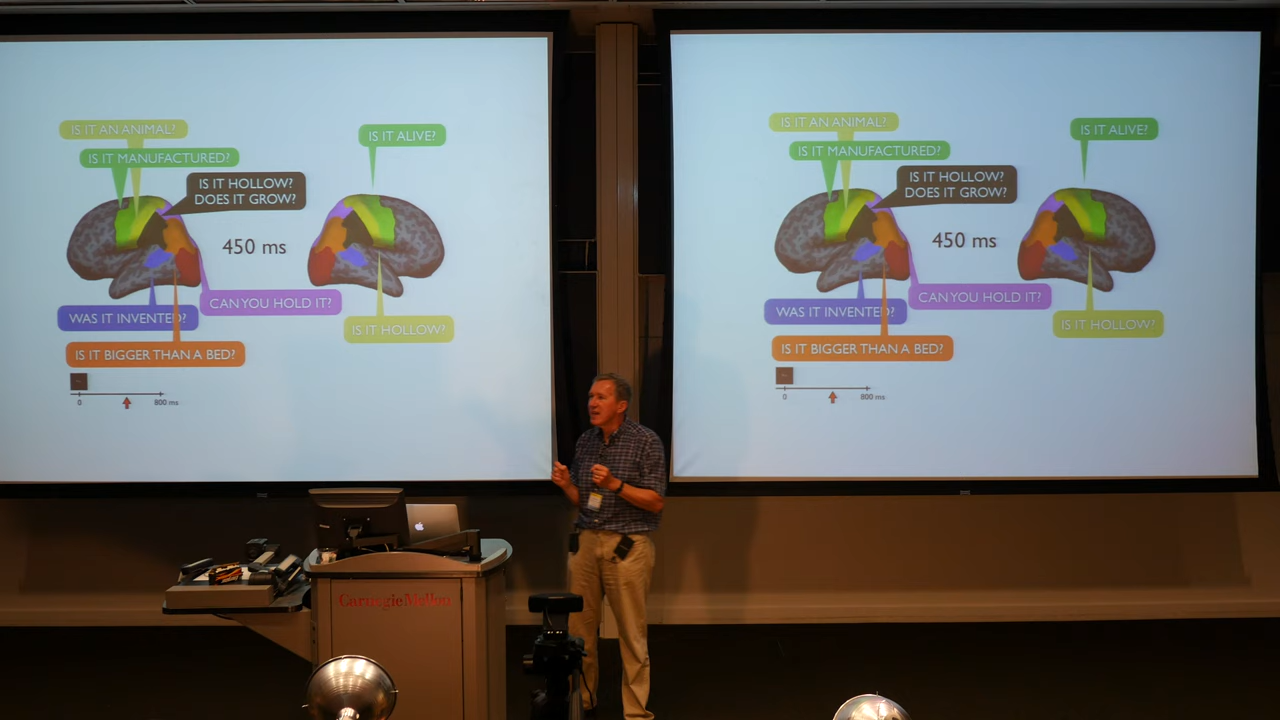 IS IT AN ANIMAL?
IS IT MANUFACTURED?
IS IT HOLLOW?
DOES IT GROW?
IS IT ALIVE?
450 ms
CAN YOU HOLD IT?
WAS IT INVENTED?
IS IT HOLLOW?
IS IT BIGGER THAN A BED?
0
800 ms
IS IT AN ANIMAL?
IS IT MANUFACTURED?
IS IT HOLLOW?
DOES IT GROW?
IS IT ALIVE?
450 ms
CAN YOU HOLD IT?
WAS IT INVENTED?
IS IT HOLLOW?
IS IT BIGGER THAN A BED?
0
800 ms
Carnegie Mellon